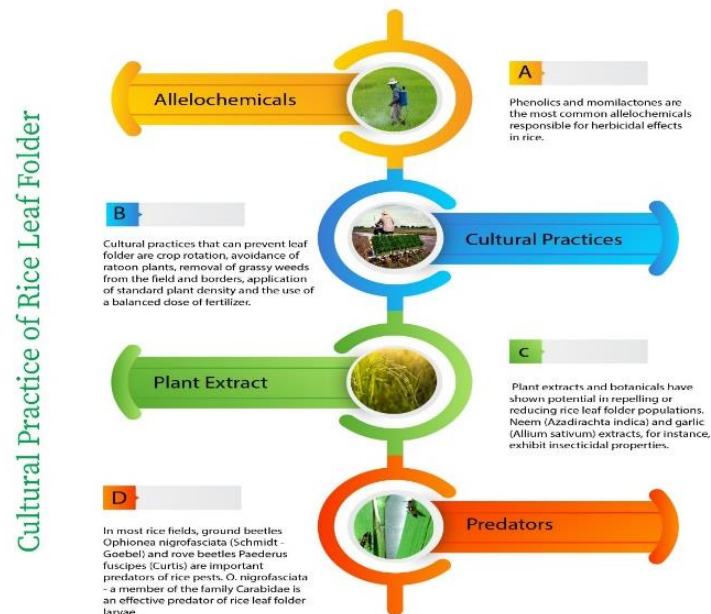 Cultural Practice of Rice Leaf Folder
Allelochemicals
A
Phenolics and momilactones are
the most common allelochemicals
responsible for herbicidal effects
in rice.
B
Cultural practices that can prevent leaf
folder are crop rotation, avoidance of
ratoon plants, removal of grassy weeds
from the field and borders, application
of standard plant density and the use of
a balanced dose of fertilizer.
Cultural Practices
Plant Extract
C
Plant extracts and botanicals have
shown potential in repelling or
reducing rice leaf folder populations.
Neem (Azadirachta indica) and garlic
(Allium sativum) extracts, for instance,
exhibit insecticidal properties.
D
In most rice fields, ground beetles
Ophionea nigrofasciata (Schmidt -
Goebel) and rove beetles Paederus
fuscipes (Curtis) are important
predators of rice pests. O. nigrofasciata
- a member of the family Carabidae is
an effective predator of rice leaf folder
larvae
Predators